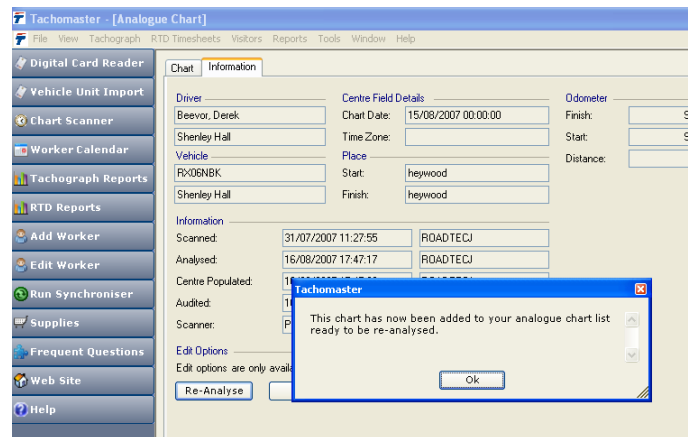 Tachomaster - [Analogue Chart]
File View Tachograph RTD Timesheets Visitors Reports Tools Window Help
Digital Card Reader
Vehicle Unit Import
Chart Scanner
Worker Calendar
Tachograph Reports
RTD Reports
Add Worker
Edit Worker
Run Synchroniser
Supplies
Frequent Questions
Web Site
Help
Chart Information
Driver
Beevor, Derek
Shenley Hall
Vehicle
RX06NBK
Shenley Hall
Centre Field Details
Chart Date: 15/08/2007 00:00:00
Time Zone:
Place
Start: heywood
Finish: heywood
Odometer
Finish:
Start:
Distance:
Information
Scanned: 31/07/2007 11:27:55 ROADTECJ
Analysed: 16/08/2007 17:47:17 ROADTECJ
Centre Populated:
Audited:
Scanner:
Edit Options
Edit options are only
Re-Analyse
Tachomaster
This chart has now been added to your analogue chart list
ready to be re-analysed.
Ok